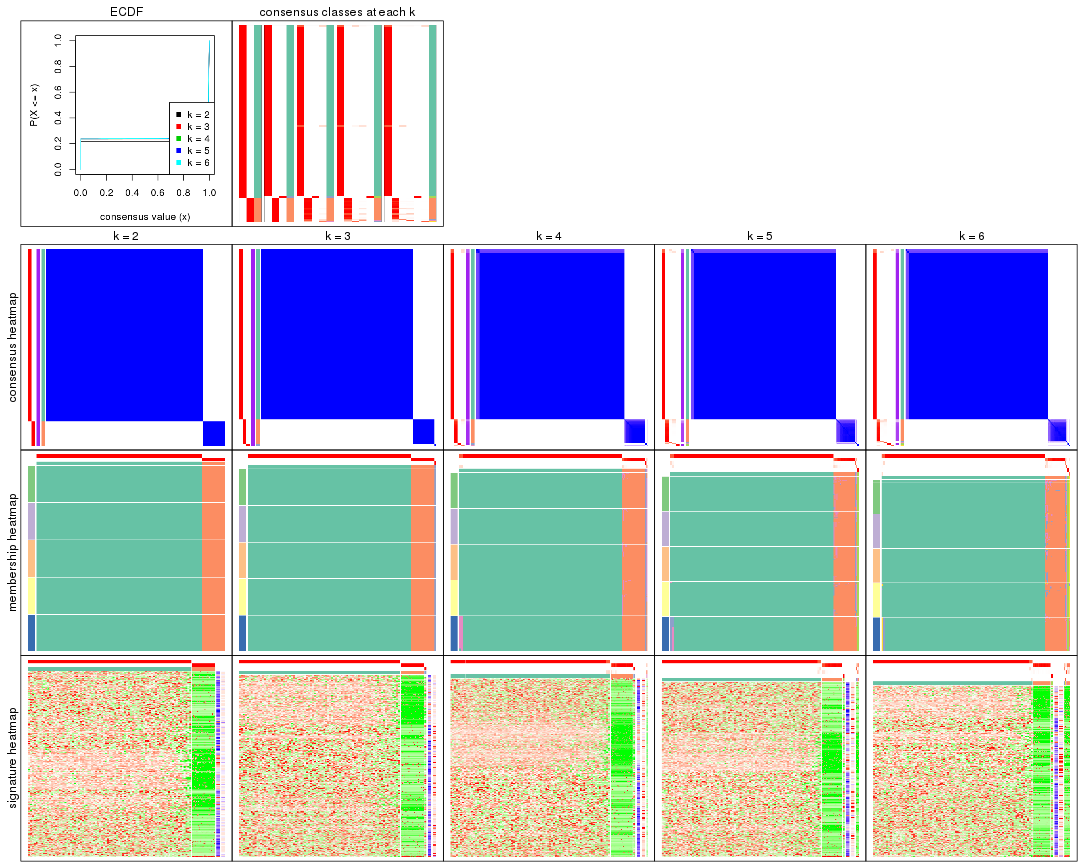 ECDF
consensus classes at each k
P(X <= x)
1.0
0.8
0.6
0.4
0.2
0.0
k = 2
k = 3
k = 4
k = 5
k = 6
0.0 0.2 0.4 0.6 0.8 1.0
consensus value (x)
k = 2 k = 3 k = 4 k = 5 k = 6
consensus heatmap
membership heatmap
signature heatmap